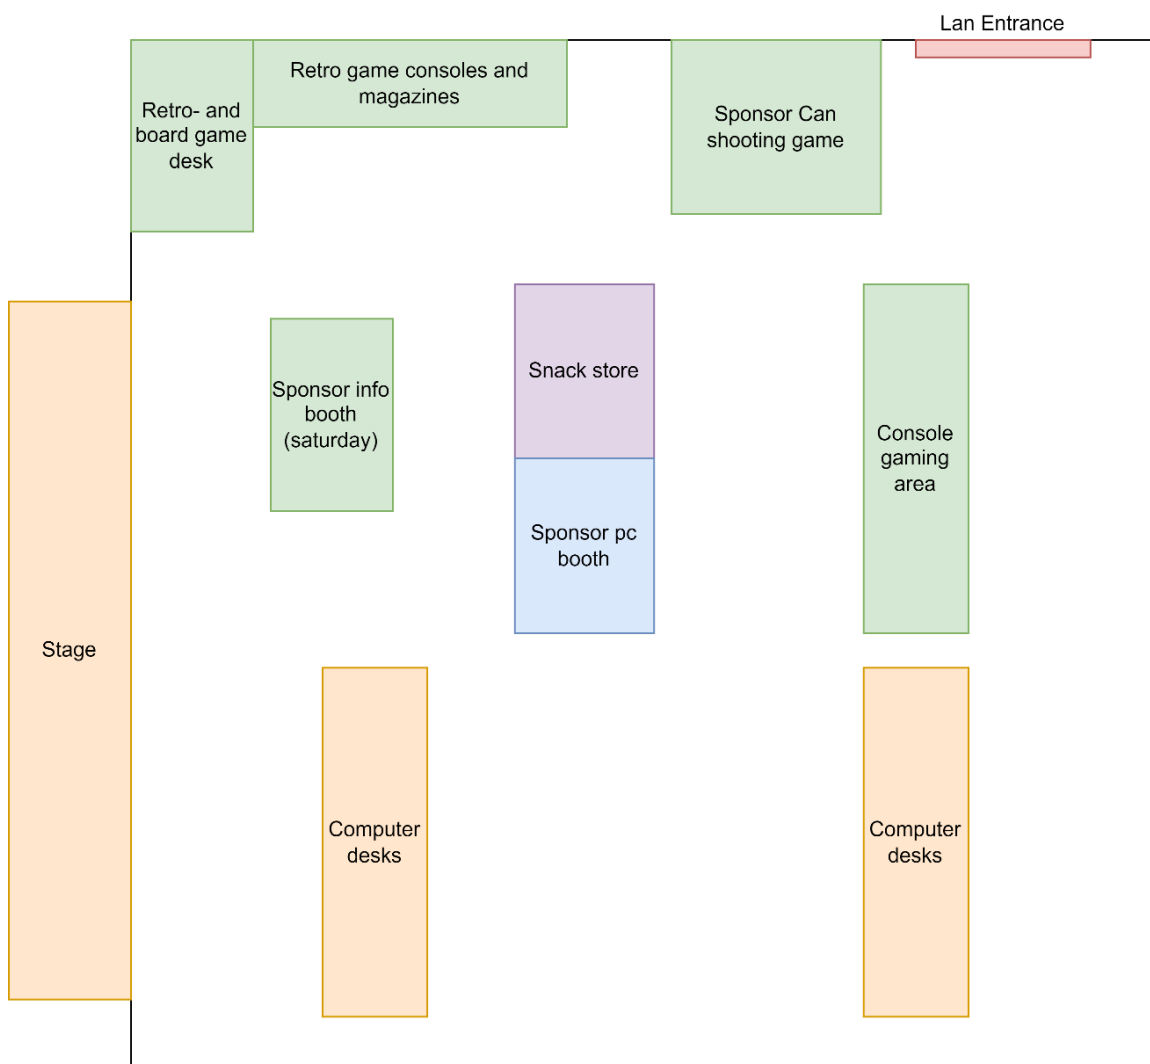 Lan Entrance
Retro game consoles and
magazines
Retro- and
board game
desk
Sponsor Can
shooting game
Snack store
Sponsor info
booth
(saturday)
Console
gaming
area
Sponsor pc
booth
Stage
Computer
desks
Computer
desks